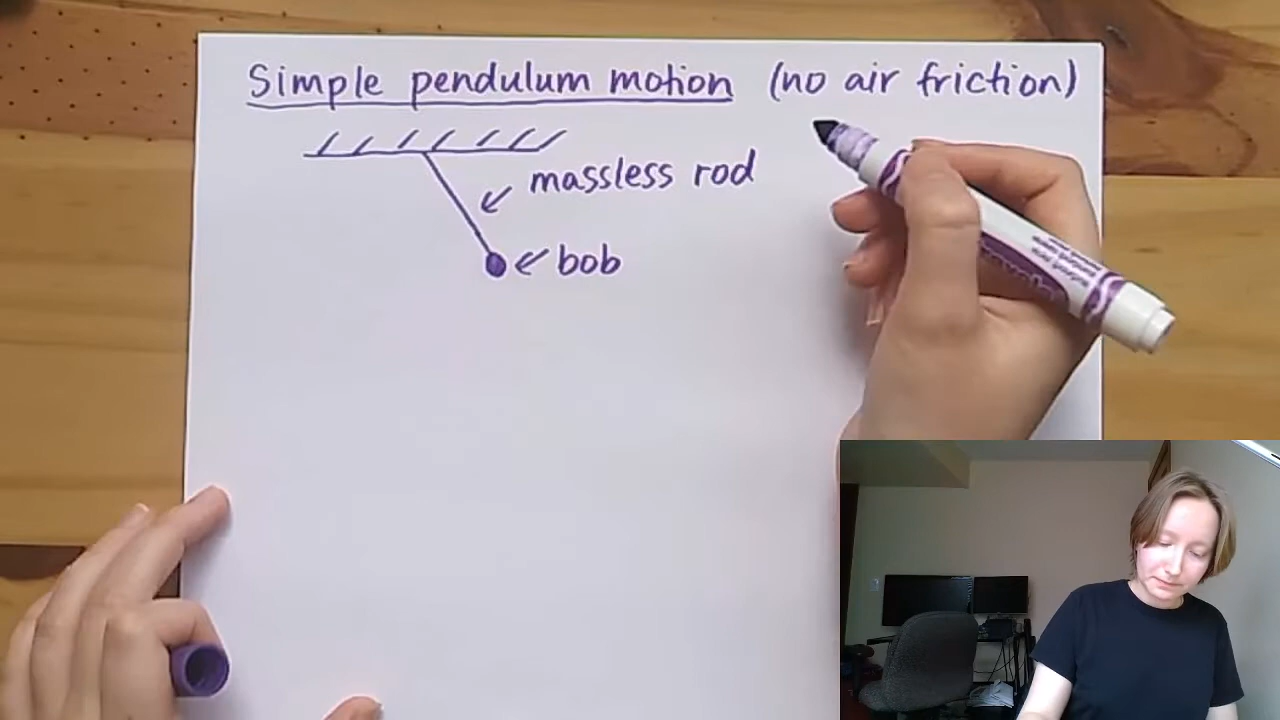 Simple pendulum motion (no air friction)
massless rod
bob